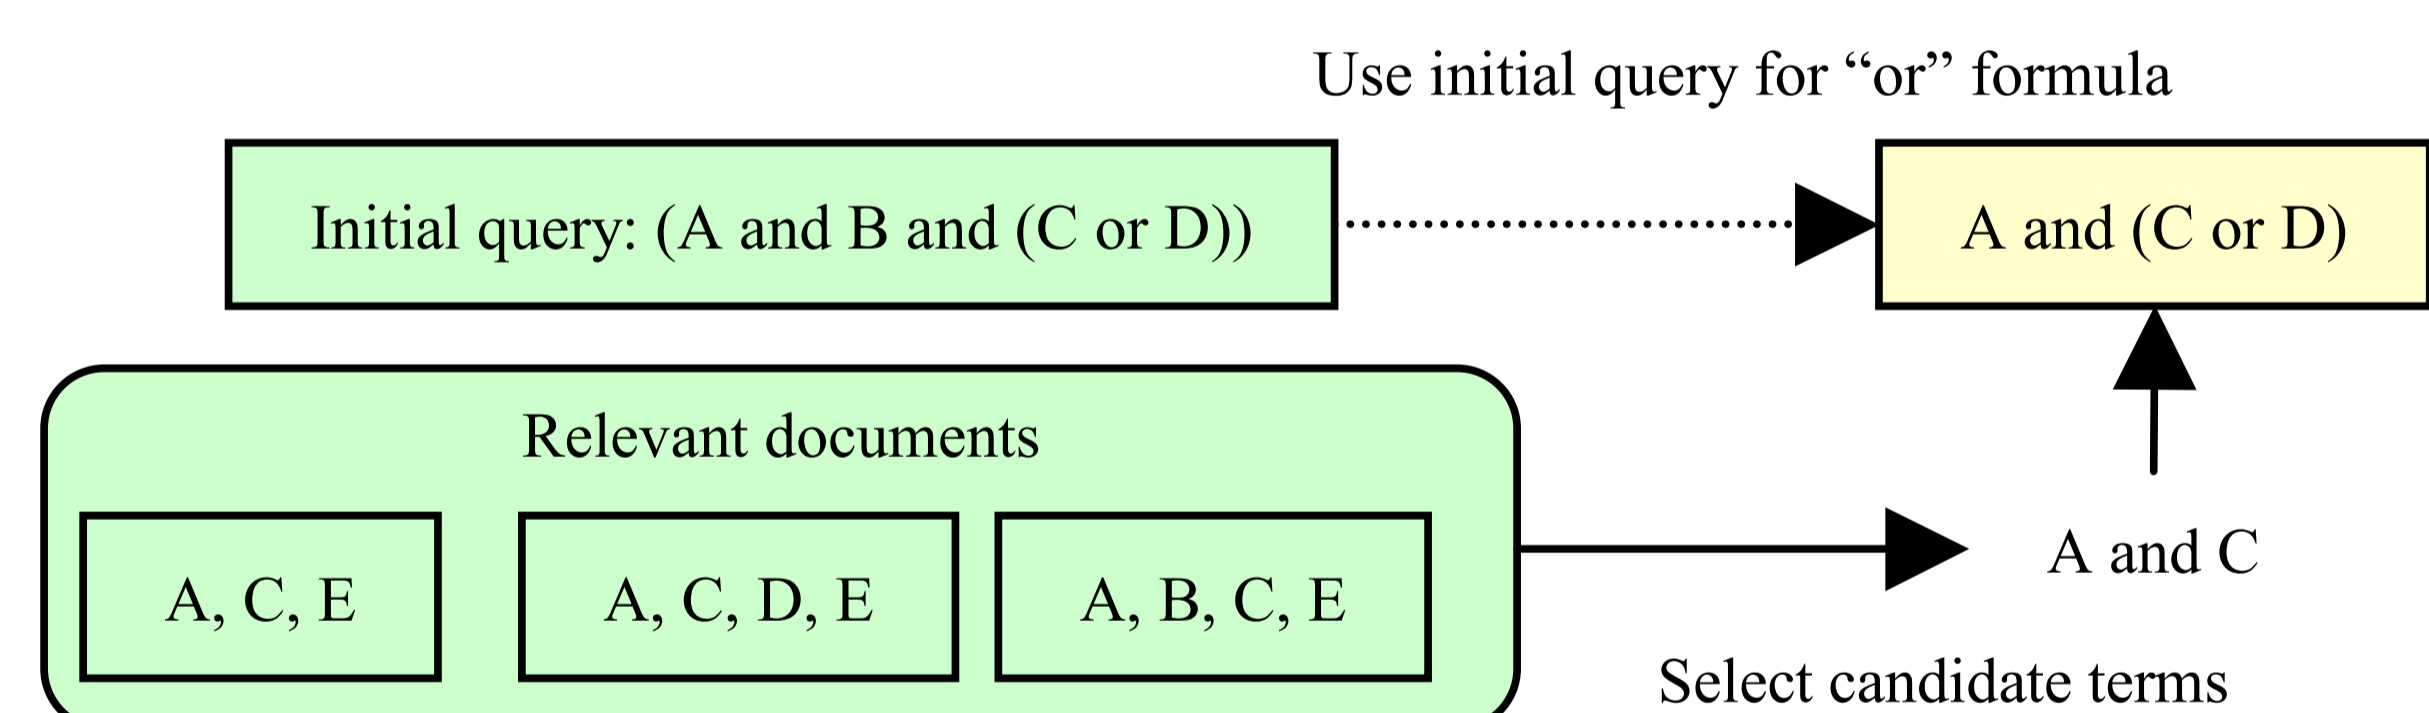 Use initial query for “or” formula
Initial query: (A and B and (C or D))
A and (C or D)
Relevant documents
A, C, E
A, C, D, E
A, B, C, E
A and C
Select candidate terms